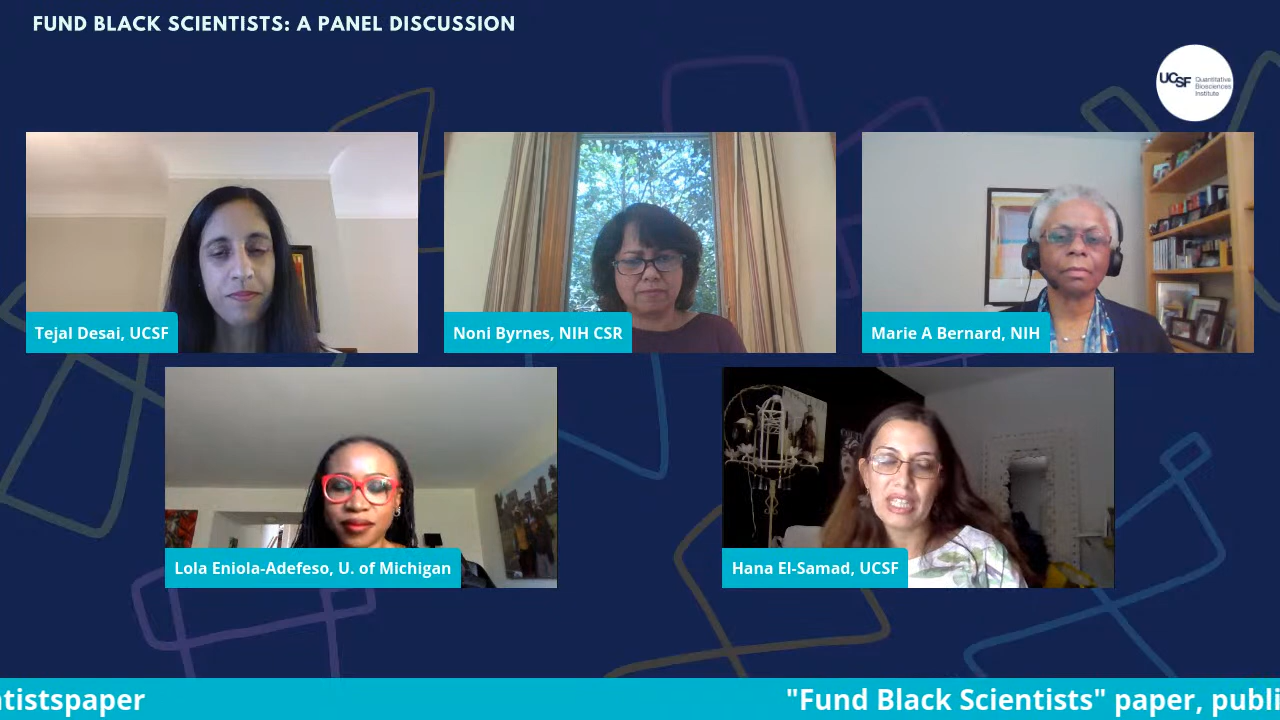 FUND BLACK SCIENTISTS: A PANEL DISCUSSION
UCSF Quantitative
Biosciences
Institute
Tejal Desai, UCSF
Noni Byrnes, NIH CSR
Marie A Bernard, NIH
Lola Eniola-Adefeso, U. of Michigan
Hana El-Samad, UCSF
ntistspaper "Fund Black Scientists" paper, publi